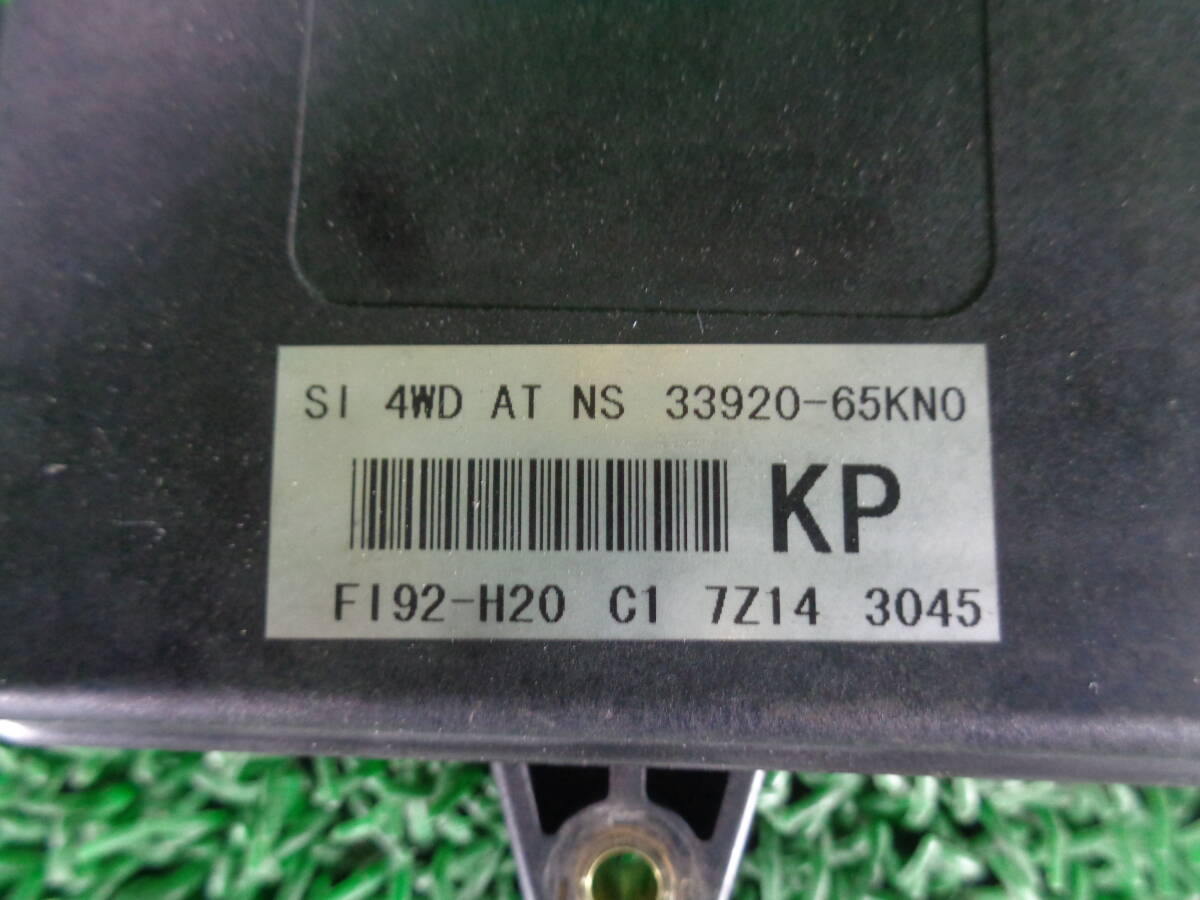 SI 4WD AT NS 33920-65KN0
KP
FI92-H20 C1 7Z14 3045